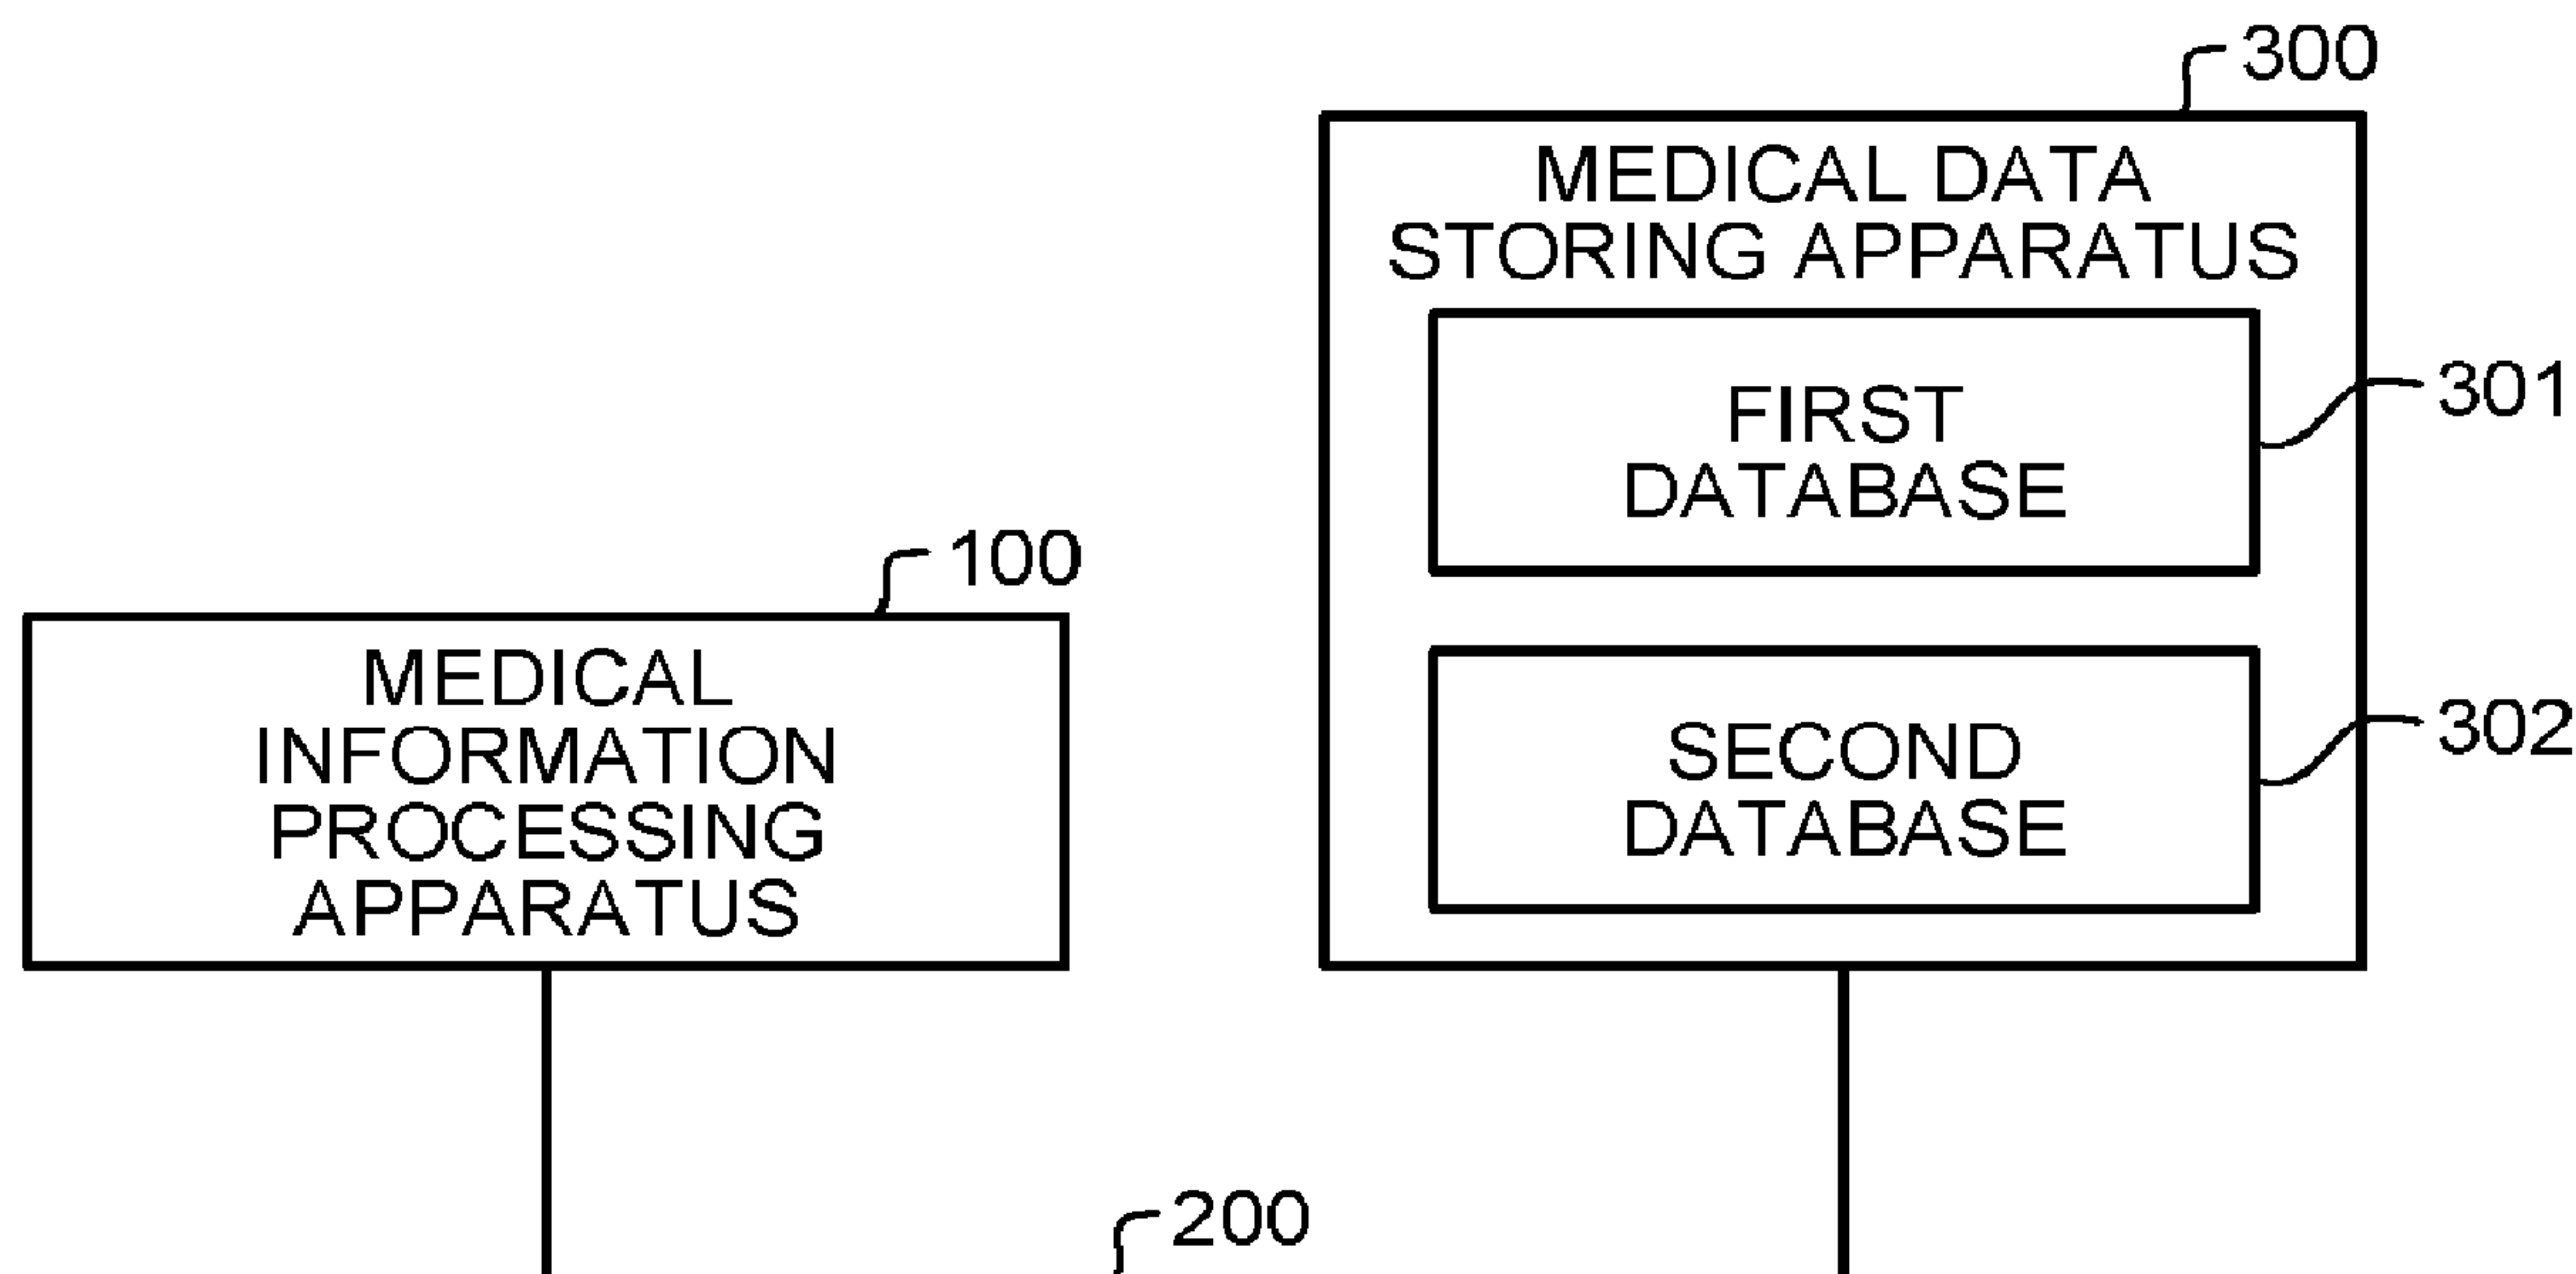 300
MEDICAL DATA
STORING APPARATUS
FIRST
DATABASE
301
100
MEDICAL
INFORMATION
PROCESSING
APPARATUS
SECOND
DATABASE
302
200